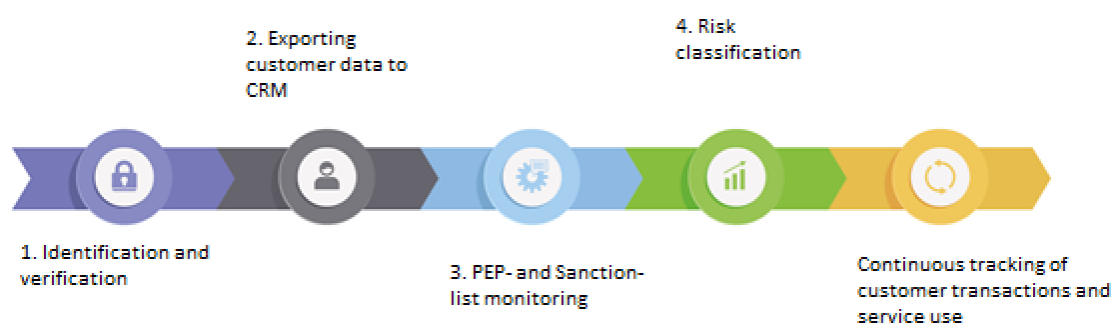 1. Identification and
verification
2. Exporting
customer data to
CRM
3. PEP- and Sanction-
list monitoring
4. Risk
classification
Continuous tracking of
customer transactions and
service use